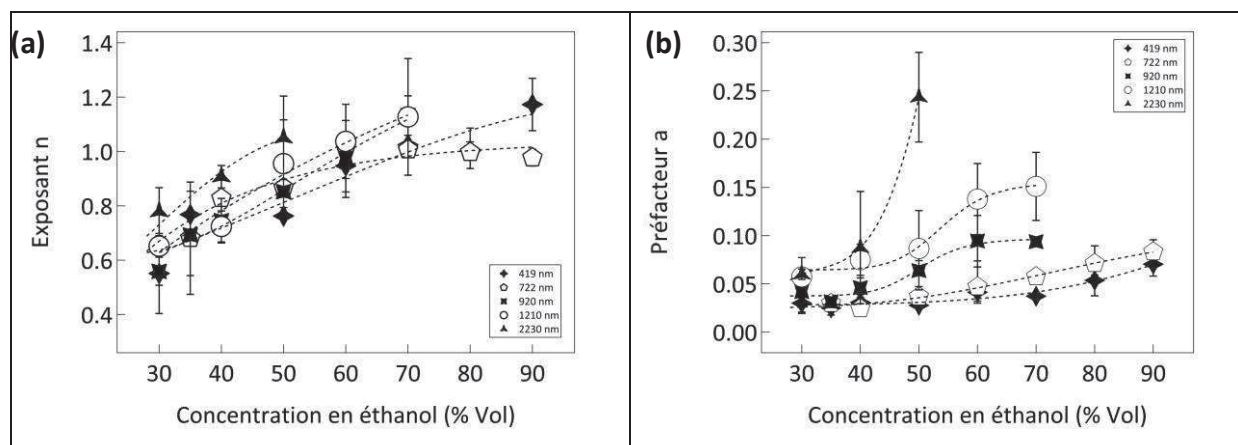 (a)
Exposant n
1.4
1.2
1.0
0.8
0.6
0.4
419 nm
722 nm
920 nm
1210 nm
2230 nm
30 40 50 60 70 80 90
Concentration en éthanol (% Vol)
(b)
Préfacteur a
0.30
0.25
0.20
0.15
0.10
0.05
0.00
419 nm
722 nm
920 nm
1210 nm
2230 nm
30 40 50 60 70 80 90
Concentration en éthanol (% Vol)